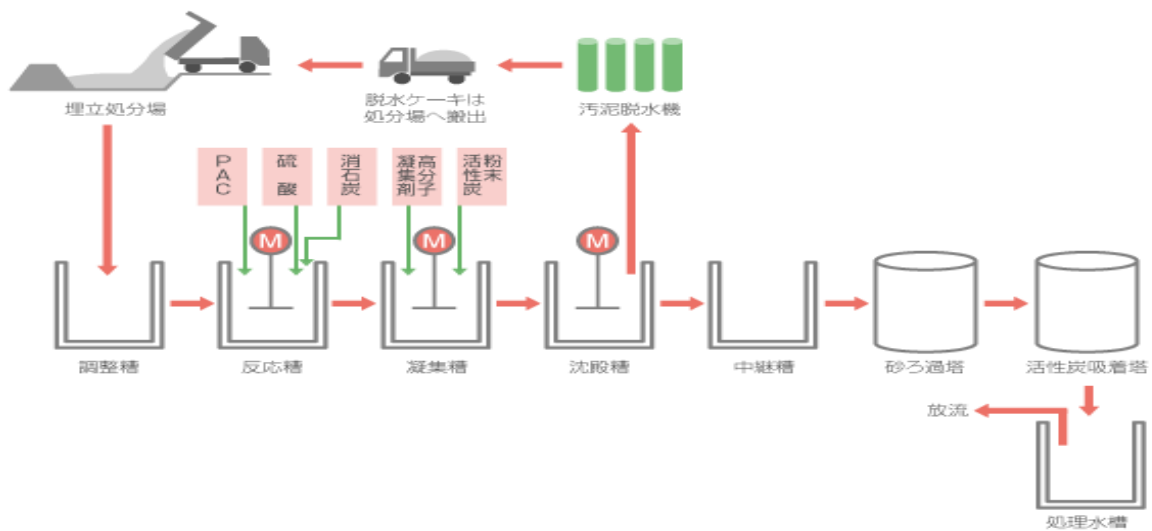 脱水ケーキは
処分場へ搬出
汚泥脱水機
埋立処分場
PAC
硫酸
消石炭
高分子
凝集剤
粉末
活性炭
M
M
M
調整槽
反応槽
凝集槽
沈殿槽
中継槽
砂ろ過塔
活性炭吸着塔
放流
処理水槽